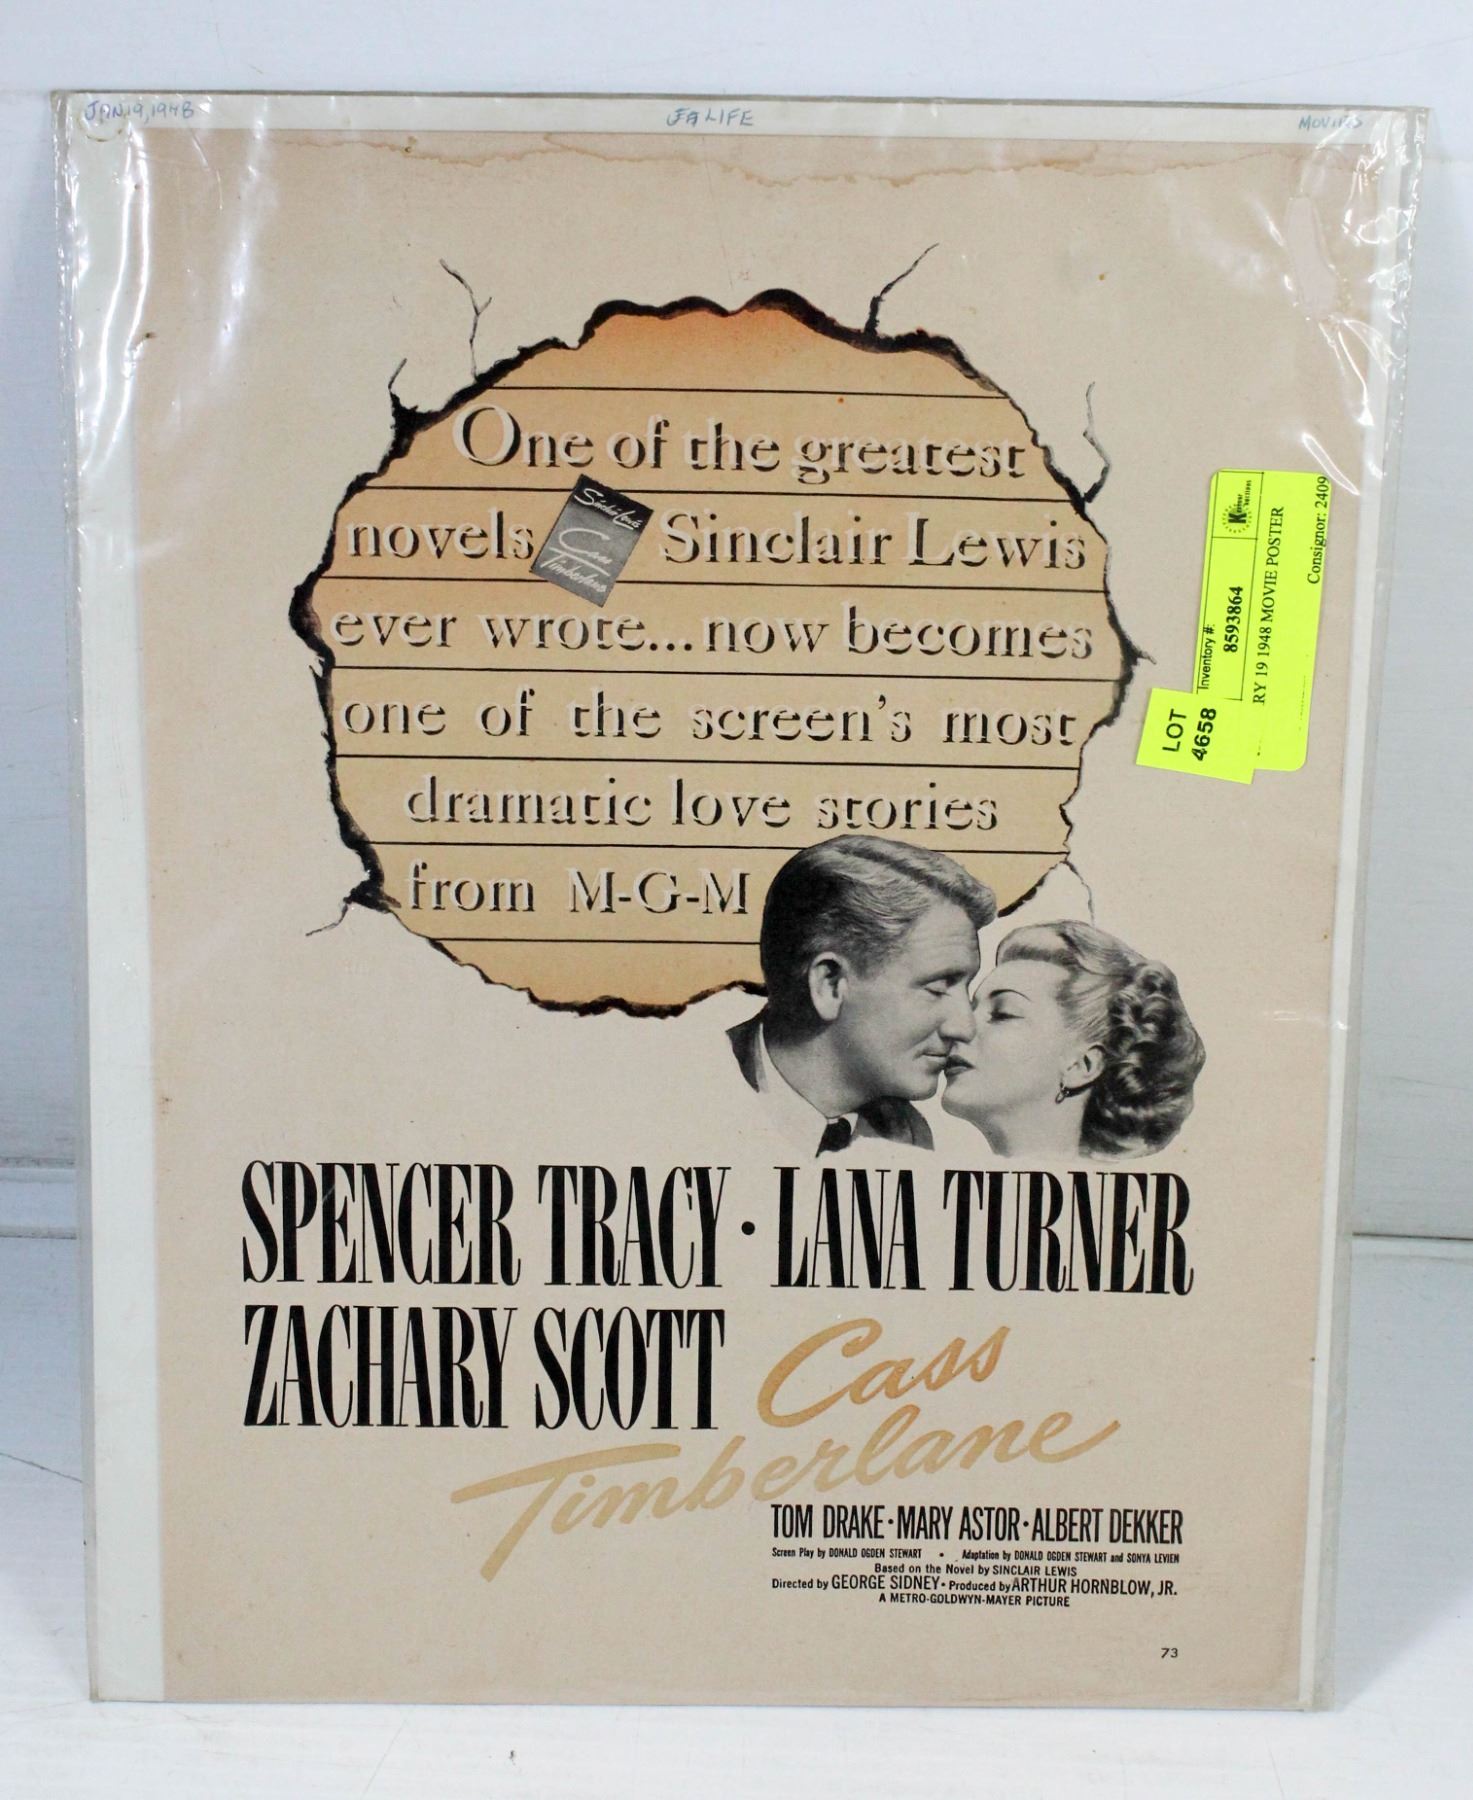 JAN 19, 1948
LIFE
MOVIES
One of the greatest
novels Sinclair Lewis
Sinclair Lewis
Cass
Timberlane
ever wrote...now becomes
one of the screen's most
dramatic love stories
from M-G-M
Inventory #:
8593864
RY 19 1948 MOVIE POSTER
Consignor: 2409
LOT
4658
SPENCER TRACY · LANA TURNER
ZACHARY SCOTT
Cass
Timberlane
TOM DRAKE · MARY ASTOR · ALBERT DEKKER
Screen Play by DONALD OGDEN STEWART • Adaptation by DONALD OGDEN STEWART and SONYA LEVIEN
Based on the Novel by SINCLAIR LEWIS
Directed by GEORGE SIDNEY • Produced by ARTHUR HORNBLOW, JR.
A METRO-GOLDWYN-MAYER PICTURE
73